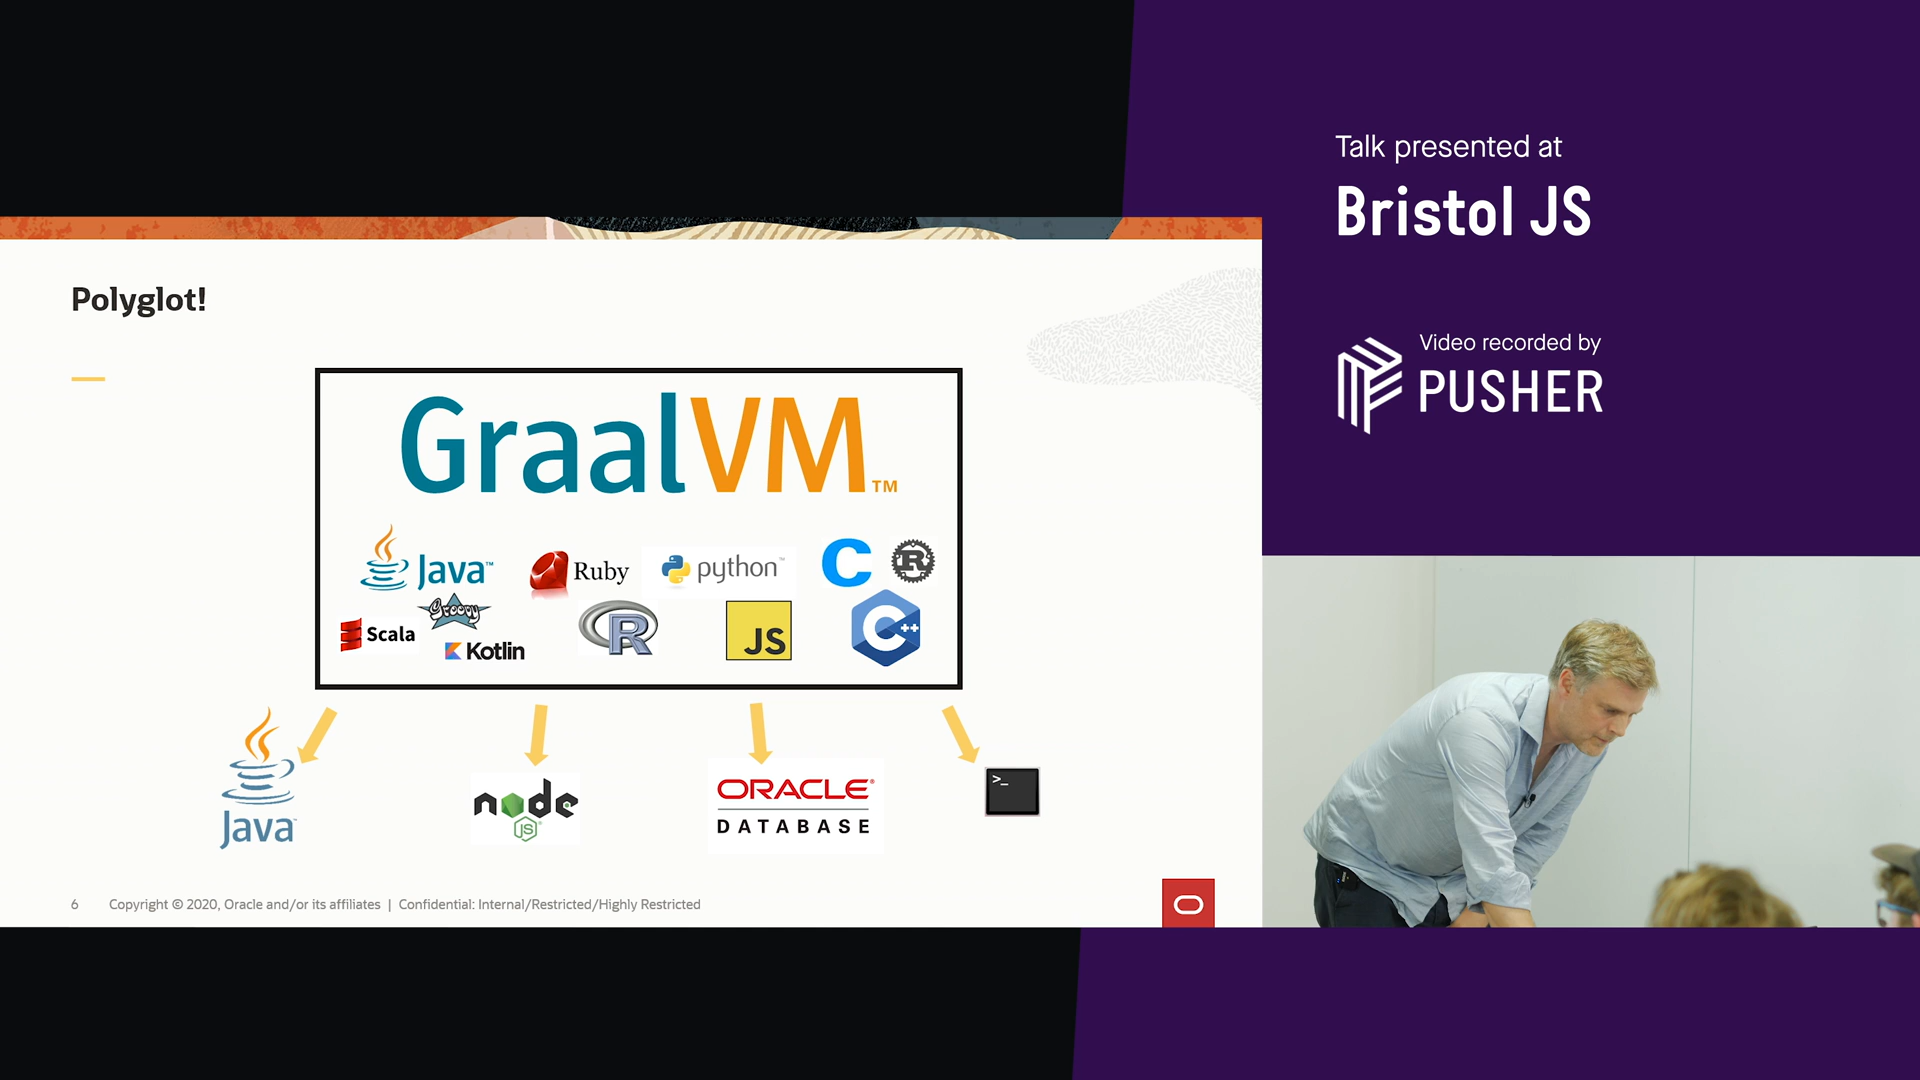 Talk presented at
Bristol JS
Video recorded by
PUSHER
Polyglot!
GraalVM™
Java™
Ruby
python™
C
R
Scala
Groovy
Kotlin
R
JS
C++
Java™
node
JS®
ORACLE®
DATABASE
>_
6 Copyright © 2020, Oracle and/or its affiliates | Confidential: Internal/Restricted/Highly Restricted